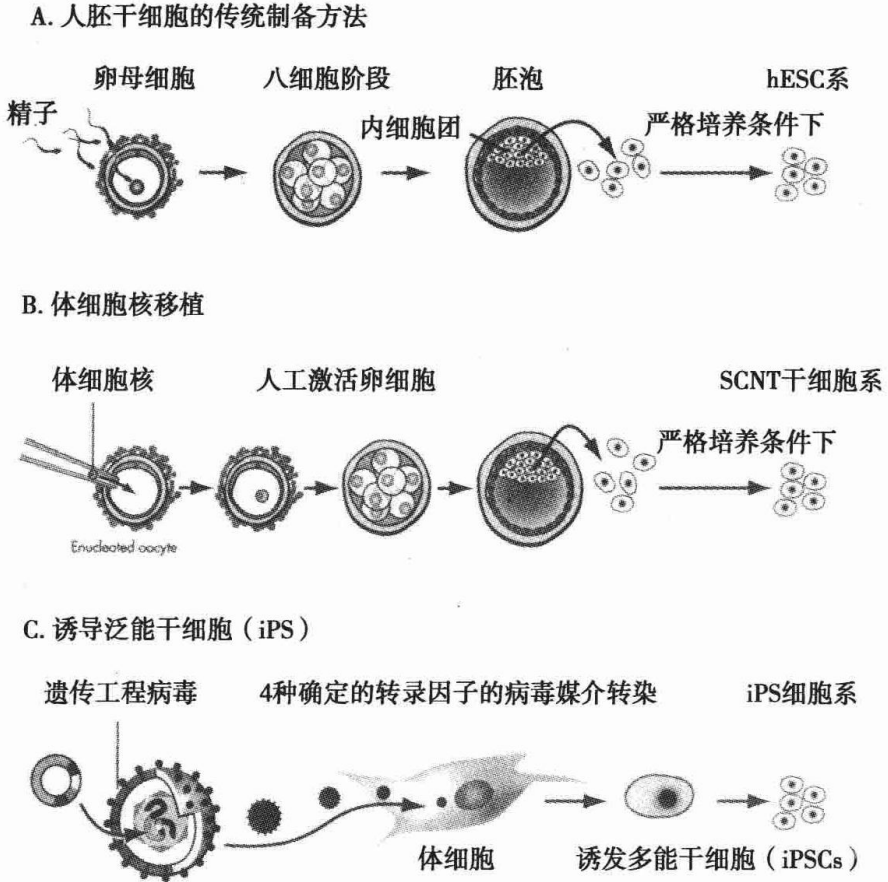 A. 人胚干细胞的传统制备方法
卵母细胞
八细胞阶段
胚泡
hESC系
精子
内细胞团
严格培养条件下
B. 体细胞核移植
体细胞核
人工激活卵细胞
SCNT干细胞系
严格培养条件下
Enucleated oocyte
C. 诱导泛能干细胞（iPS）
遗传工程病毒
4种确定的转录因子的病毒媒介转染
iPS细胞系
体细胞
诱发多能干细胞（iPSCs）